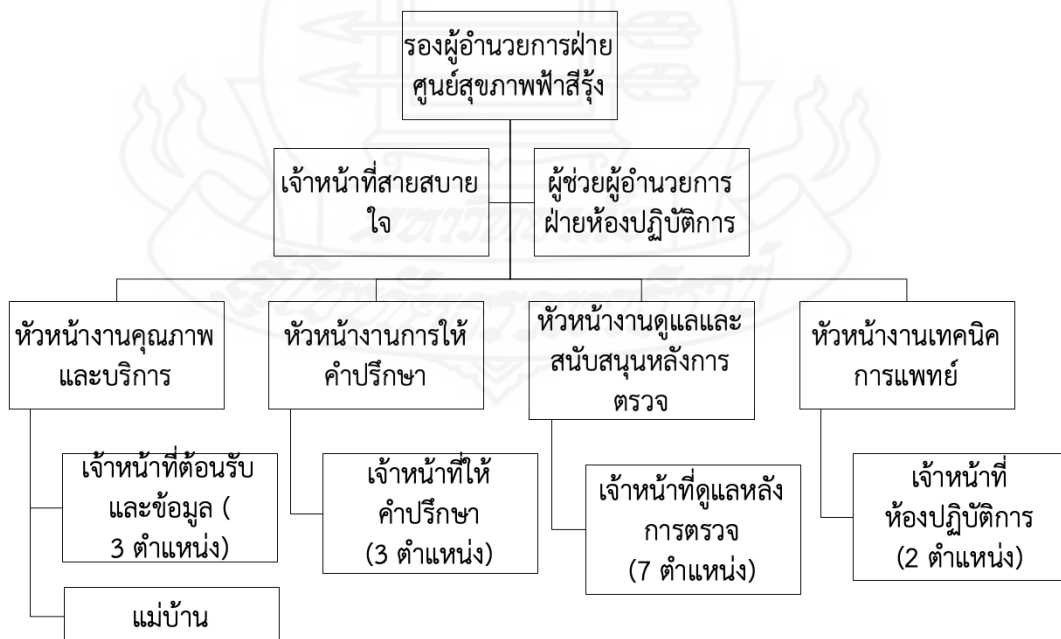 รองผู้อำนวยการฝ่าย
ศูนย์สุขภาพฟ้าสีรุ้ง
เจ้าหน้าที่สายสบาย
ใจ
ผู้ช่วยผู้อำนวยการ
ฝ่ายห้องปฏิบัติการ
หัวหน้างานคุณภาพ
และบริการ
หัวหน้างานการให้
คำปรึกษา
หัวหน้างานดูแลและ
สนับสนุนหลังการ
ตรวจ
หัวหน้างานเทคนิค
การแพทย์
เจ้าหน้าที่ต้อนรับ
และข้อมูล (
3 ตำแหน่ง)
เจ้าหน้าที่ให้
คำปรึกษา
(3 ตำแหน่ง)
เจ้าหน้าที่ดูแลหลัง
การตรวจ
(7 ตำแหน่ง)
เจ้าหน้าที่
ห้องปฏิบัติการ
(2 ตำแหน่ง)
แม่บ้าน